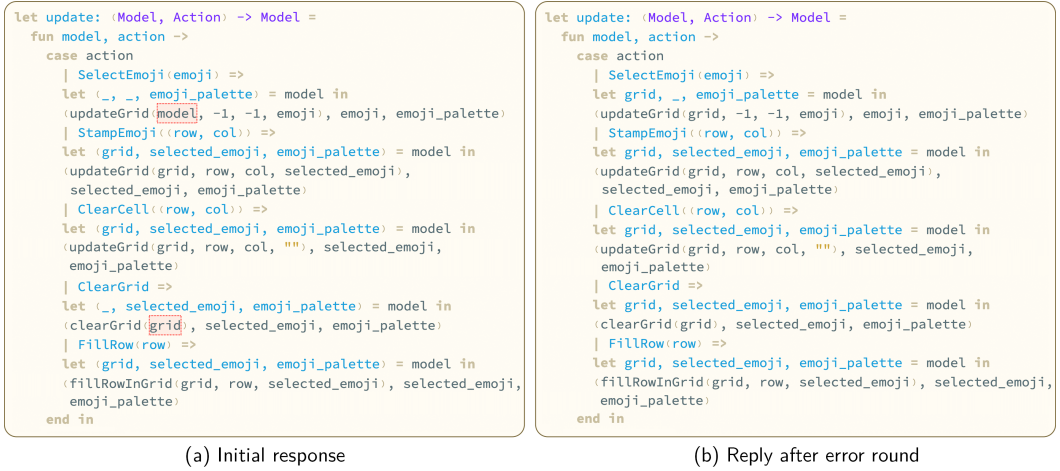 let update: (Model, Action) -> Model =
fun model, action ->
case action
| SelectEmoji(emoji) =>
let (_, _, emoji_palette) = model in
(updateGrid(model, -1, -1, emoji), emoji, emoji_palette)
| StampEmoji((row, col)) =>
let (grid, selected_emoji, emoji_palette) = model in
(updateGrid(grid, row, col, selected_emoji),
selected_emoji, emoji_palette)
| ClearCell((row, col)) =>
let (grid, selected_emoji, emoji_palette) = model in
(updateGrid(grid, row, col, ""), selected_emoji,
emoji_palette)
| ClearGrid =>
let (_, selected_emoji, emoji_palette) = model in
(clearGrid(grid), selected_emoji, emoji_palette)
| FillRow(row) =>
let (grid, selected_emoji, emoji_palette) = model in
(fillRowInGrid(grid, row, selected_emoji), selected_emoji,
emoji_palette)
end in
(a) Initial response
let update: (Model, Action) -> Model =
fun model, action ->
case action
| SelectEmoji(emoji) =>
let grid, _, emoji_palette = model in
(updateGrid(grid, -1, -1, emoji), emoji, emoji_palette)
| StampEmoji((row, col)) =>
let grid, selected_emoji, emoji_palette = model in
(updateGrid(grid, row, col, selected_emoji),
selected_emoji, emoji_palette)
| ClearCell((row, col)) =>
let grid, selected_emoji, emoji_palette = model in
(updateGrid(grid, row, col, ""), selected_emoji,
emoji_palette)
| ClearGrid =>
let grid, selected_emoji, emoji_palette = model in
(clearGrid(grid), selected_emoji, emoji_palette)
| FillRow(row) =>
let grid, selected_emoji, emoji_palette = model in
(fillRowInGrid(grid, row, selected_emoji), selected_emoji,
emoji_palette)
end in
(b) Reply after error round